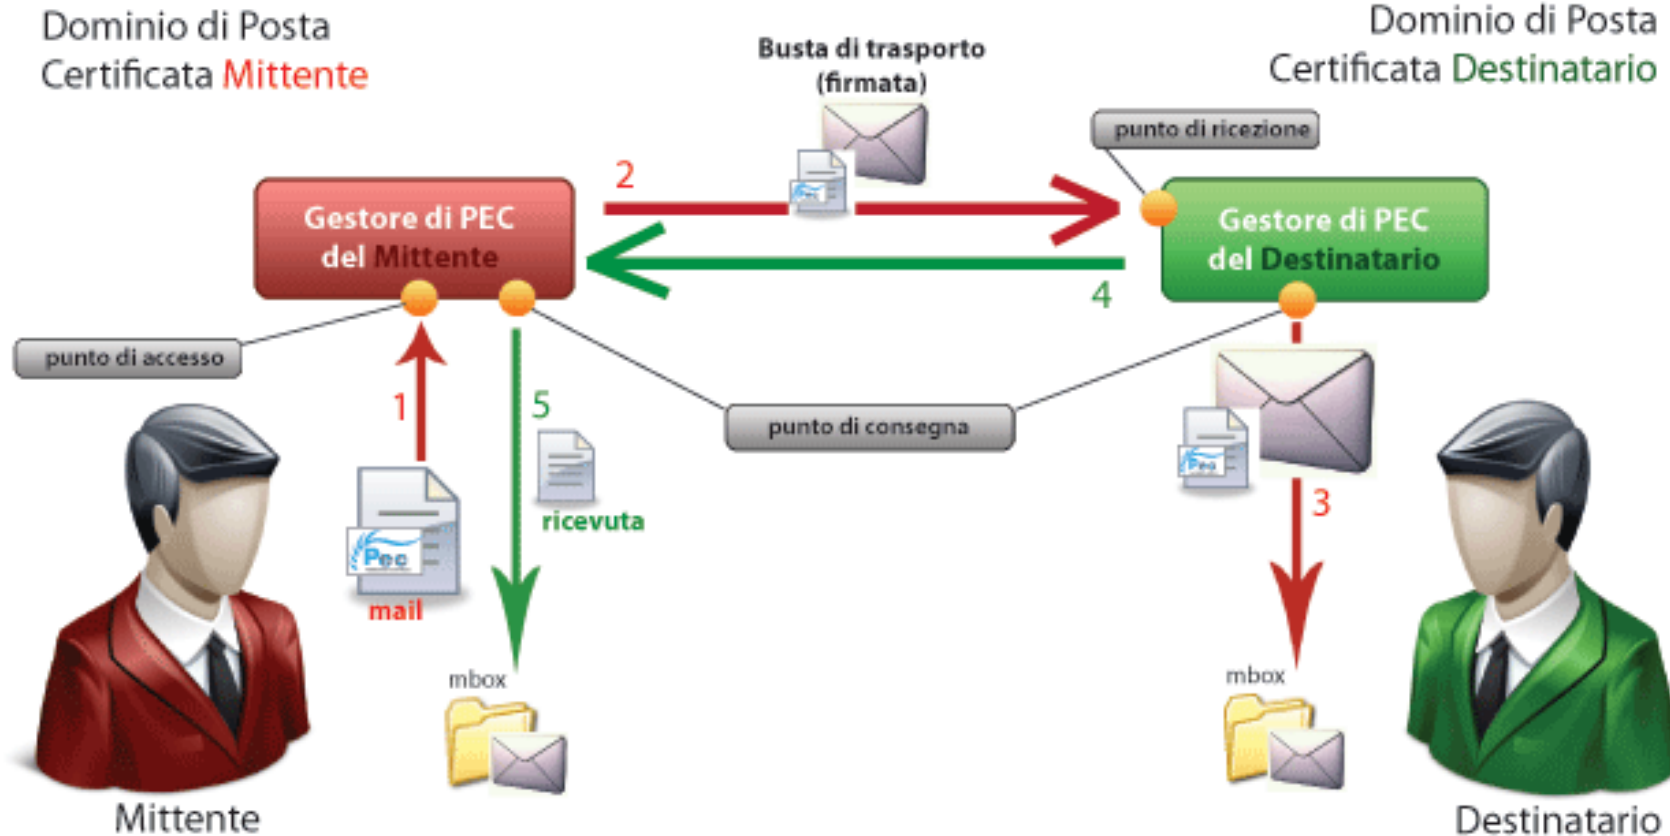 Dominio di Posta
Certificata Mittente
Dominio di Posta
Certificata Destinatario
Busta di trasporto
(firmata)
punto di ricezione
Pec
2
Gestore di PEC
del Mittente
Gestore di PEC
del Destinatario
4
punto di accesso
1
5
punto di consegna
Pec
3
ricevuta
Pec
mail
mbox
mbox
Mittente
Destinatario